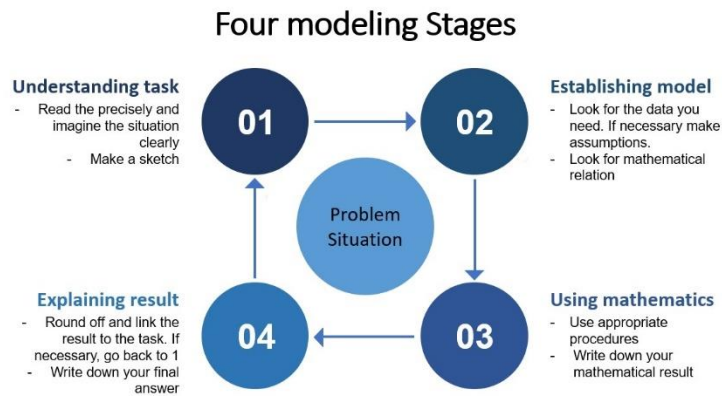 Four modeling Stages
Understanding task
- Read the precisely and
imagine the situation
clearly
- Make a sketch
01
02
Establishing model
- Look for the data you
need. If necessary make
assumptions.
- Look for mathematical
relation
Problem
Situation
Explaining result
- Round off and link the
result to the task. If
necessary, go back to 1
- Write down your final
answer
04
03
Using mathematics
- Use appropriate
procedures
- Write down your
mathematical result